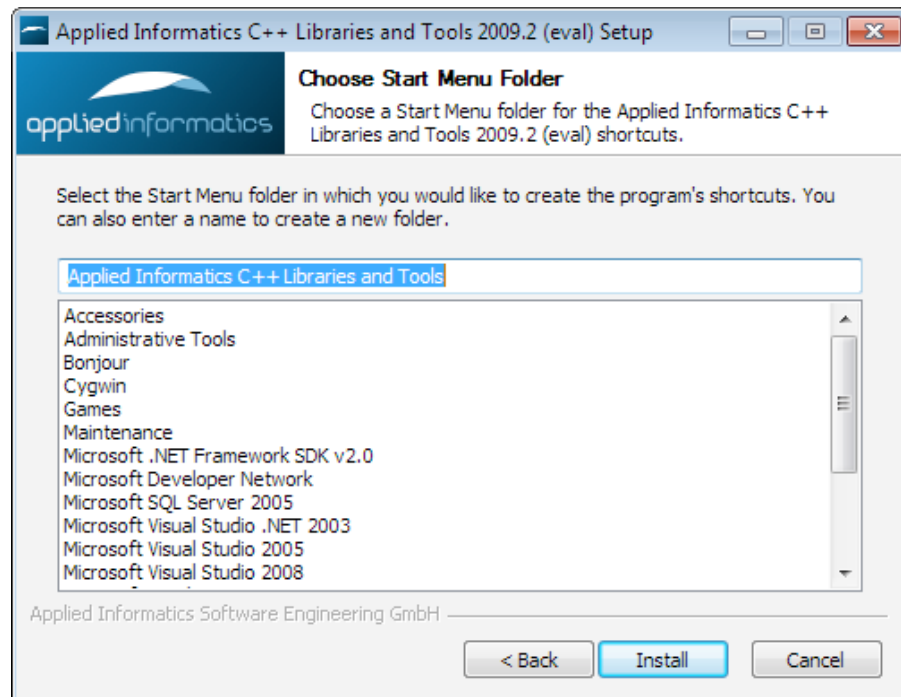 Applied Informatics C++ Libraries and Tools 2009.2 (eval) Setup
appliedinformatics
Choose Start Menu Folder
Choose a Start Menu folder for the Applied Informatics C++
Libraries and Tools 2009.2 (eval) shortcuts.
Select the Start Menu folder in which you would like to create the program's shortcuts. You
can also enter a name to create a new folder.
Applied Informatics C++ Libraries and Tools
Accessories
Administrative Tools
Bonjour
Cygwin
Games
Maintenance
Microsoft .NET Framework SDK v2.0
Microsoft Developer Network
Microsoft SQL Server 2005
Microsoft Visual Studio .NET 2003
Microsoft Visual Studio 2005
Microsoft Visual Studio 2008
Applied Informatics Software Engineering GmbH
< Back
Install
Cancel